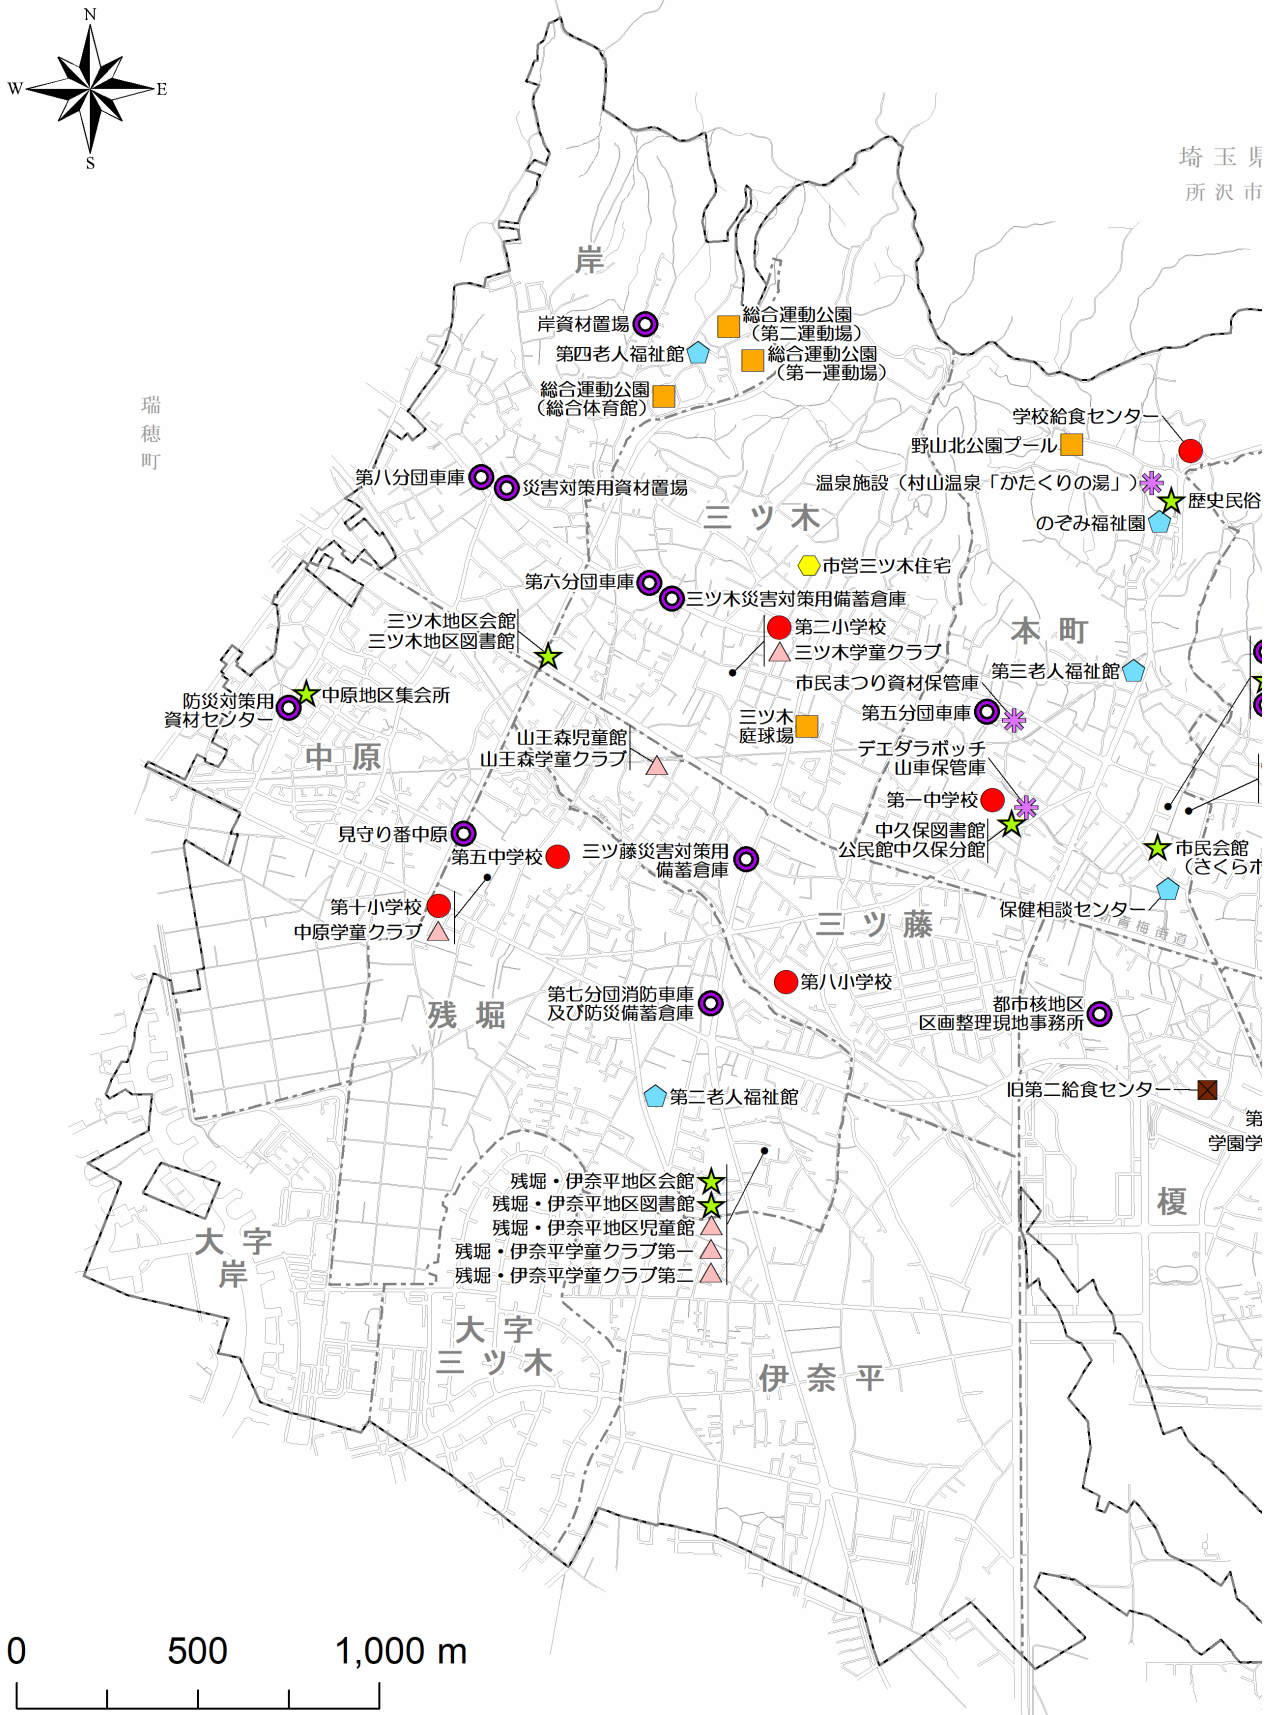 N
W
E
S
埼玉県
所沢市
岸
岸資材置場
総合運動公園
（第二運動場）
第四老人福祉館
総合運動公園
（第一運動場）
総合運動公園
（総合体育館）
瑞穂町
学校給食センター
野山北公園プール
第八分団車庫
災害対策用資材置場
温泉施設（村山温泉「かたくりの湯」）
歴史民俗
三ツ木
のぞみ福祉園
市営三ツ木住宅
第六分団車庫
三ツ木災害対策用備蓄倉庫
三ツ木地区会館
三ツ木地区図書館
第二小学校
三ツ木学童クラブ
本町
第三老人福祉館
市民まつり資材保管庫
中原地区集会所
防災対策用
資材センター
第五分団車庫
三ツ木
庭球場
中原
山王森児童館
山王森学童クラブ
デエダラボッチ
山車保管庫
第一中学校
見守り番中原
第五中学校
三ツ藤災害対策用
備蓄倉庫
中久保図書館
公民館中久保分館
市民会館
（さくらホ
第十小学校
中原学童クラブ
保健相談センター
三ツ藤
新青梅街道）
第八小学校
残堀
第七分団消防車庫
及び防災備蓄倉庫
都市核地区
区画整理現地事務所
第二老人福祉館
旧第二給食センター
第
学園学
残堀・伊奈平地区会館
残堀・伊奈平地区図書館
残堀・伊奈平地区児童館
残堀・伊奈平学童クラブ第一
残堀・伊奈平学童クラブ第二
榎
大字
岸
大字
三ツ木
伊奈平
0 500 1,000 m